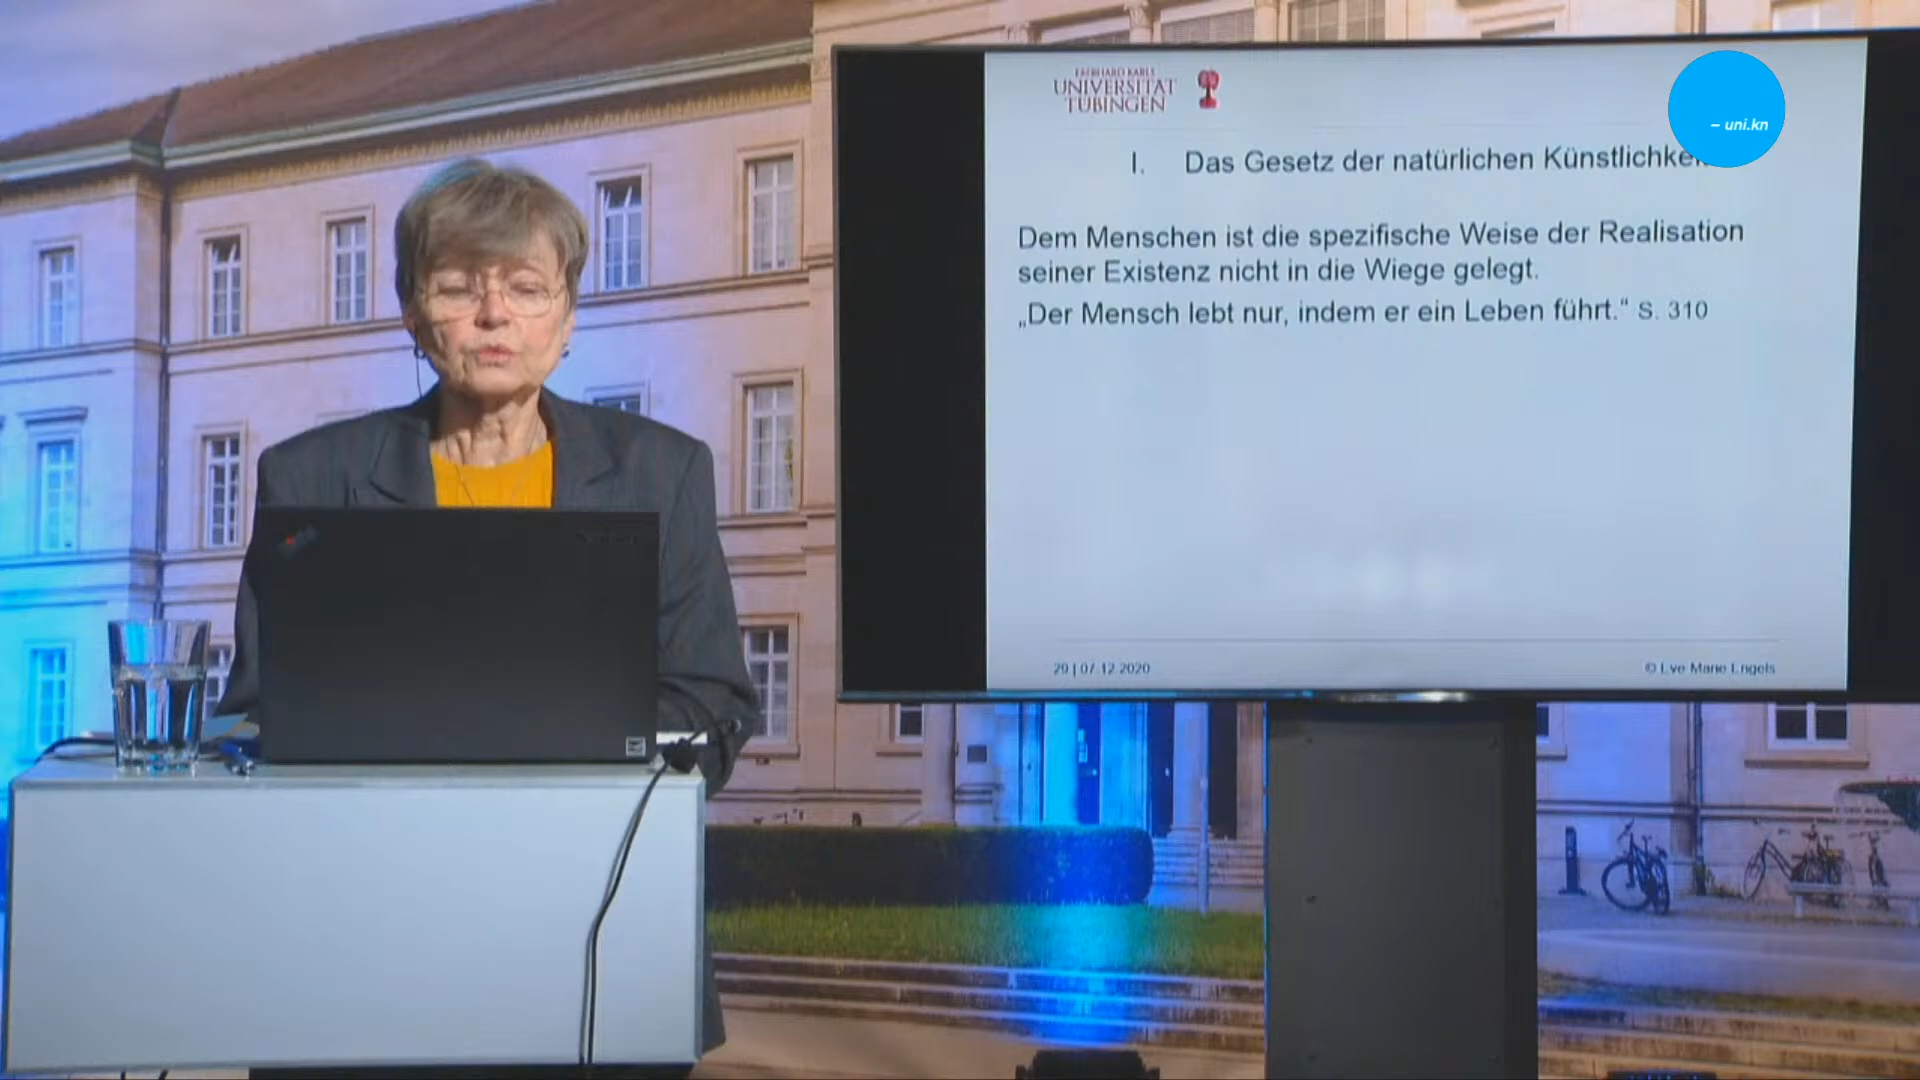 EBERHARD KARLS
UNIVERSITÄT
TÜBINGEN
– uni.kn
I. Das Gesetz der natürlichen
Dem Menschen ist die spezifische Weise der Realisation
seiner Existenz nicht in die Wiege gelegt.
„Der Mensch lebt nur, indem er ein Leben führt.“ S. 310
29 | 07.12.2020
© Eve-Marie Engels